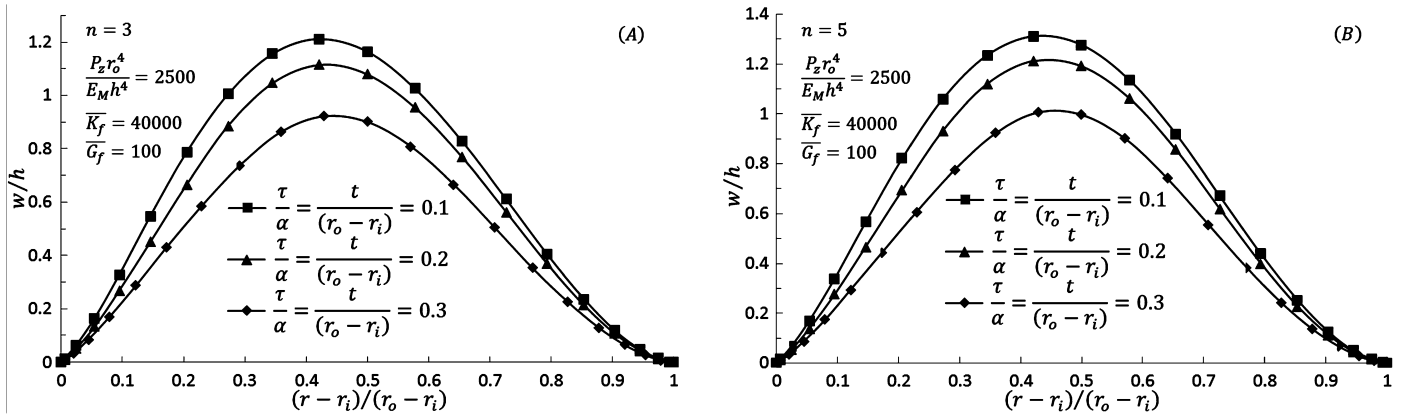 n = 3
(A)
P_z r_o^4 / E_M h^4 = 2500
K̅_f̅ = 40000
G̅_f̅ = 100
τ/α = t/(r_o − r_i) = 0.1
τ/α = t/(r_o − r_i) = 0.2
τ/α = t/(r_o − r_i) = 0.3
w/h
1.2
1
0.8
0.6
0.4
0.2
0
0 0.1 0.2 0.3 0.4 0.5 0.6 0.7 0.8 0.9 1
(r − r_i)/(r_o − r_i)
n = 5
(B)
P_z r_o^4 / E_M h^4 = 2500
K̅_f̅ = 40000
G̅_f̅ = 100
τ/α = t/(r_o − r_i) = 0.1
τ/α = t/(r_o − r_i) = 0.2
τ/α = t/(r_o − r_i) = 0.3
w/h
1.4
1.2
1
0.8
0.6
0.4
0.2
0
0 0.1 0.2 0.3 0.4 0.5 0.6 0.7 0.8 0.9 1
(r − r_i)/(r_o − r_i)